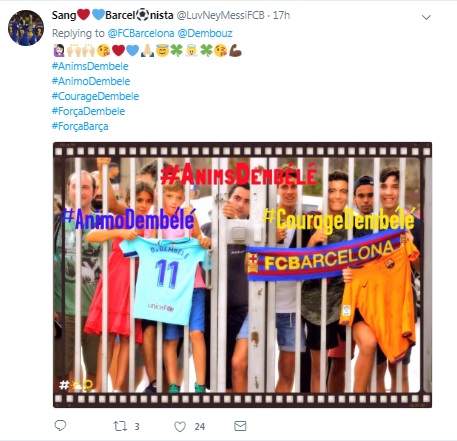 Sang❤️💙Barcel⚽nista @LuvNeyMessiFCB · 17h
Replying to @FCBarcelona @Dembouz
🙋🏻🙌🏻🙌🏻😘❤️💙🙏🏻😇🍀👼🏻🍀😘💪🏿
#AnimsDembele
#AnimoDembele
#CourageDembele
#ForçaDembele
#ForçaBarça
#AnimsDembélé
#AnimoDembélé
#CourageDembélé
O.DEMBÉLÉ
11
unicef
FCBARCELONA
3
24